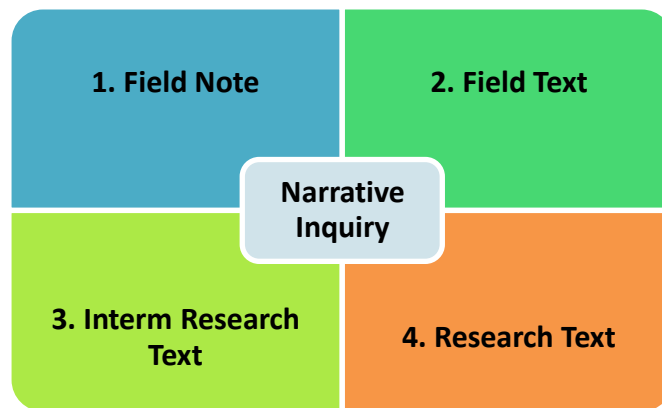 1. Field Note
2. Field Text
Narrative
Inquiry
3. Interm Research
Text
4. Research Text